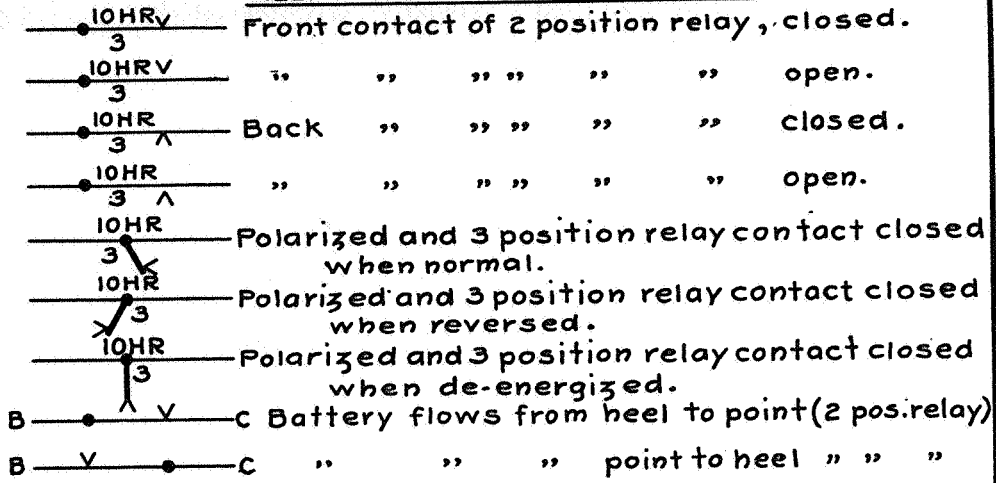 10HRV Front contact of 2 position relay, closed.
3
10HRV ,, ,, ,, ,, ,, ,, open.
3
10HR Back ,, ,, ,, ,, ,, closed.
3 Λ
10HR ,, ,, ,, ,, ,, ,, open.
3 Λ
10HR
Polarized and 3 position relay contact closed
3
when normal.
10HR
Polarized and 3 position relay contact closed
3
when reversed.
10HR
Polarized and 3 position relay contact closed
3
when de-energized.
B V C Battery flows from heel to point (2 pos. relay)
B V C ,, ,, ,, point to heel ,, ,, ,,